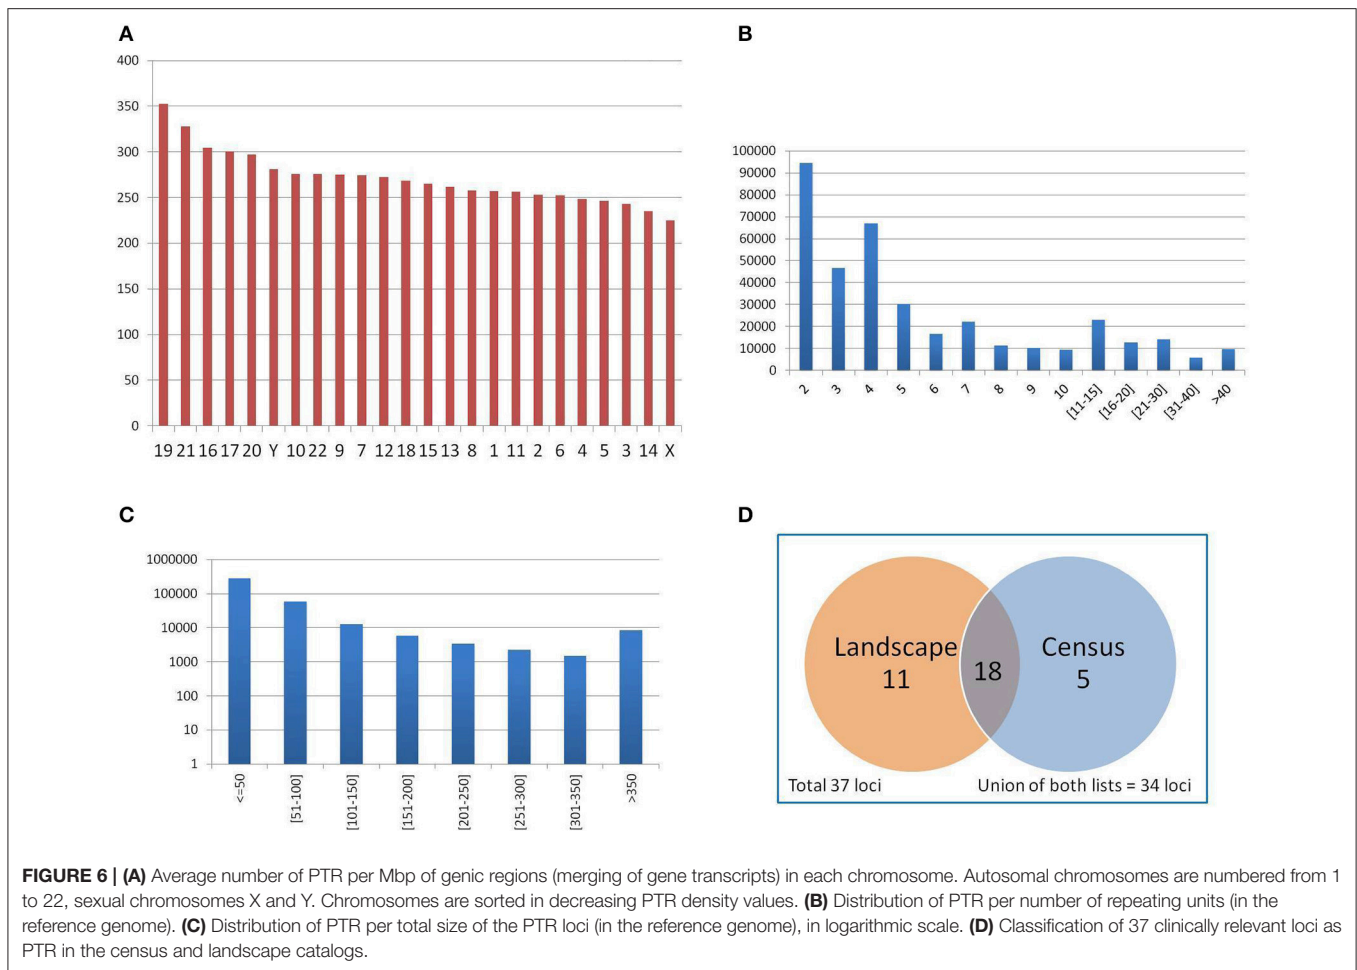 A
400
350
300
250
200
150
100
50
0
19 21 16 17 20 Y 10 22 9 7 12 18 15 13 8 1 11 2 6 4 5 3 14 X
B
100000
90000
80000
70000
60000
50000
40000
30000
20000
10000
0
2 3 4 5 6 7 8 9 10 [11-15] [16-20] [21-30] [31-40] >40
C
1000000
100000
10000
1000
100
10
1
<=50 [51-100] [101-150] [151-200] [201-250] [251-300] [301-350] >350
D
Landscape
11
18
Census
5
Total 37 loci
Union of both lists = 34 loci
FIGURE 6 | (A) Average number of PTR per Mbp of genic regions (merging of gene transcripts) in each chromosome. Autosomal chromosomes are numbered from 1
to 22, sexual chromosomes X and Y. Chromosomes are sorted in decreasing PTR density values. (B) Distribution of PTR per number of repeating units (in the
reference genome). (C) Distribution of PTR per total size of the PTR loci (in the reference genome), in logarithmic scale. (D) Classification of 37 clinically relevant loci as
PTR in the census and landscape catalogs.